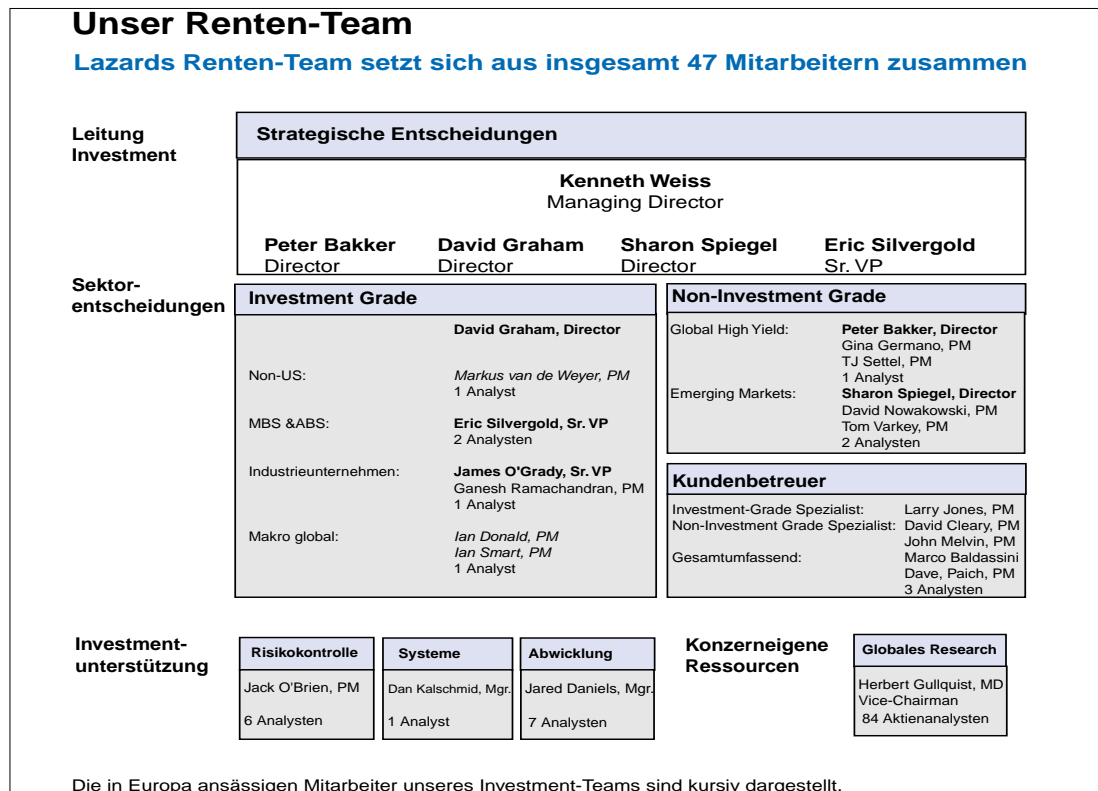 Unser Renten-Team
Lazards Renten-Team setzt sich aus insgesamt 47 Mitarbeitern zusammen
Leitung
Investment
Strategische Entscheidungen
Kenneth Weiss
Managing Director
Peter Bakker David Graham Sharon Spiegel Eric Silvergold
Director Director Director Sr. VP
Sektor-
entscheidungen
Investment Grade
David Graham, Director
Non-US: Markus van de Weyer, PM
1 Analyst
MBS &ABS: Eric Silvergold, Sr. VP
2 Analysten
Industrieunternehmen: James O'Grady, Sr. VP
Ganesh Ramachandran, PM
1 Analyst
Makro global: Ian Donald, PM
Ian Smart, PM
1 Analyst
Non-Investment Grade
Global High Yield: Peter Bakker, Director
Gina Germano, PM
TJ Settel, PM
1 Analyst
Emerging Markets: Sharon Spiegel, Director
David Nowakowski, PM
Tom Varkey, PM
2 Analysten
Kundenbetreuer
Investment-Grade Spezialist: Larry Jones, PM
Non-Investment Grade Spezialist: David Cleary, PM
John Melvin, PM
Gesamtumfassend: Marco Baldassini
Dave, Paich, PM
3 Analysten
Investment-
unterstützung
Risikokontrolle
Jack O'Brien, PM
6 Analysten
Systeme
Dan Kalschmid, Mgr.
1 Analyst
Abwicklung
Jared Daniels, Mgr.
7 Analysten
Konzerneigene
Ressourcen
Globales Research
Herbert Gullquist, MD
Vice-Chairman
84 Aktienanalysten
Die in Europa ansässigen Mitarbeiter unseres Investment-Teams sind kursiv dargestellt.